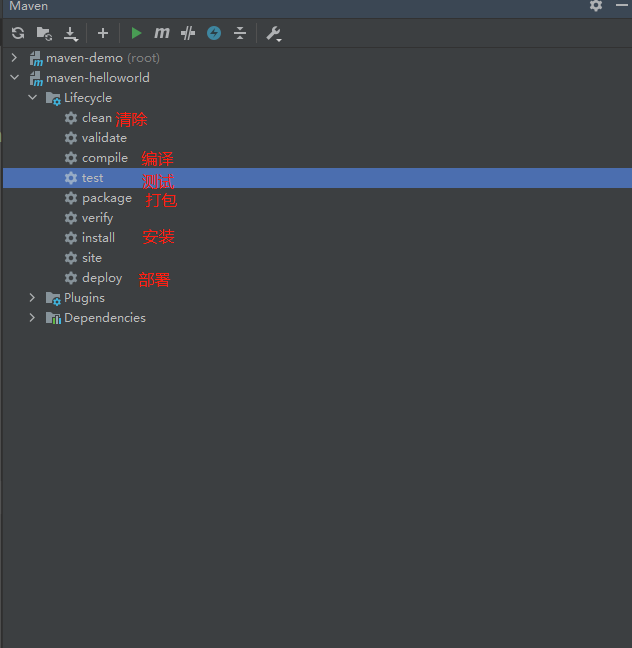 Maven
maven-demo (root)
maven-helloworld
Lifecycle
clean 清除
validate
compile 编译
test 测试
package 打包
verify
install 安装
site
deploy 部署
Plugins
Dependencies